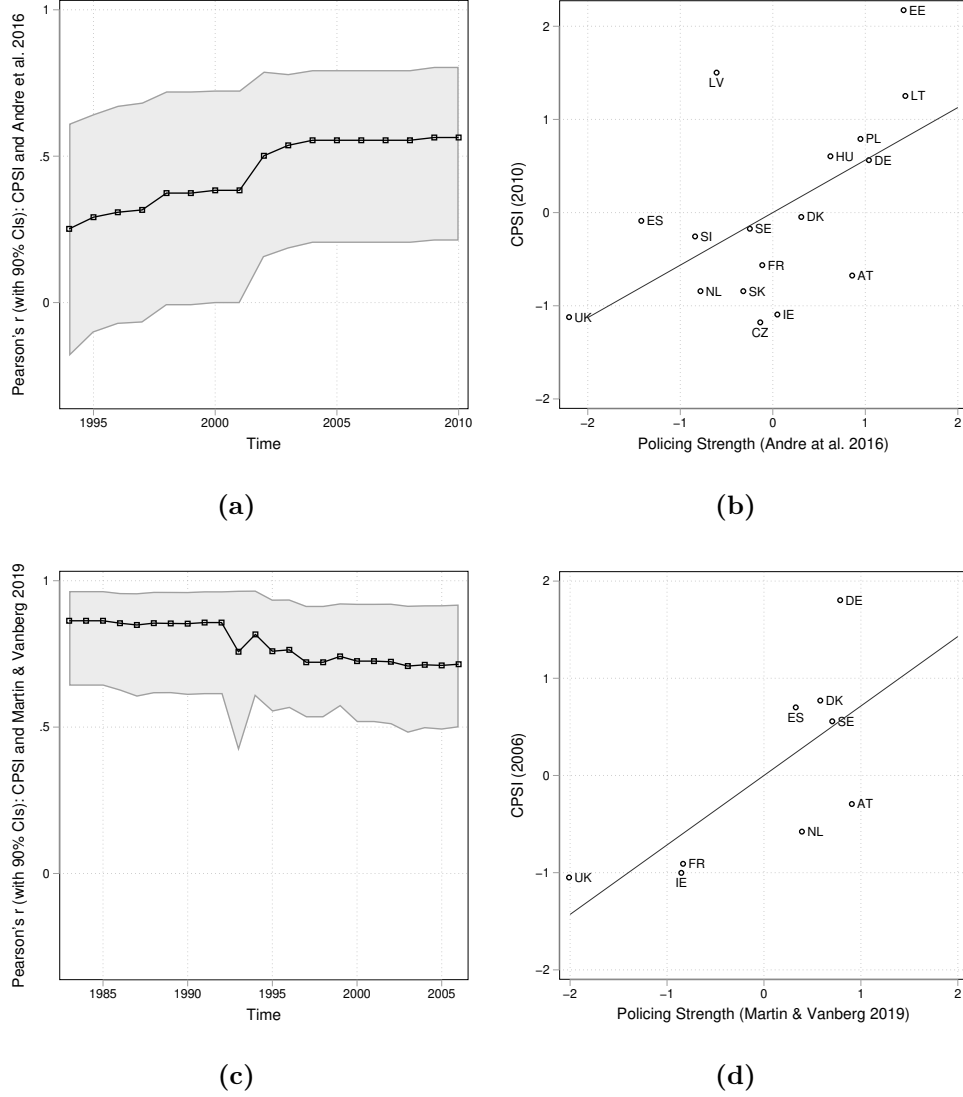 Pearson's r (with 90% CIs): CPSI and Andre et al. 2016
1
.5
0
1995
2000
2005
2010
Time
(a)
CPSI (2010)
2
1
0
−1
−2
EE
LV
LT
PL
HU
DE
ES
DK
SE
SI
FR
AT
NL
SK
UK
IE
CZ
−2
−1
0
1
2
Policing Strength (Andre at al. 2016)
(b)
Pearson's r (with 90% CIs): CPSI and Martin & Vanberg 2019
1
.5
0
1985
1990
1995
2000
2005
Time
(c)
CPSI (2006)
2
1
0
−1
−2
DE
DK
ES
SE
AT
NL
FR
IE
UK
−2
−1
0
1
2
Policing Strength (Martin & Vanberg 2019)
(d)